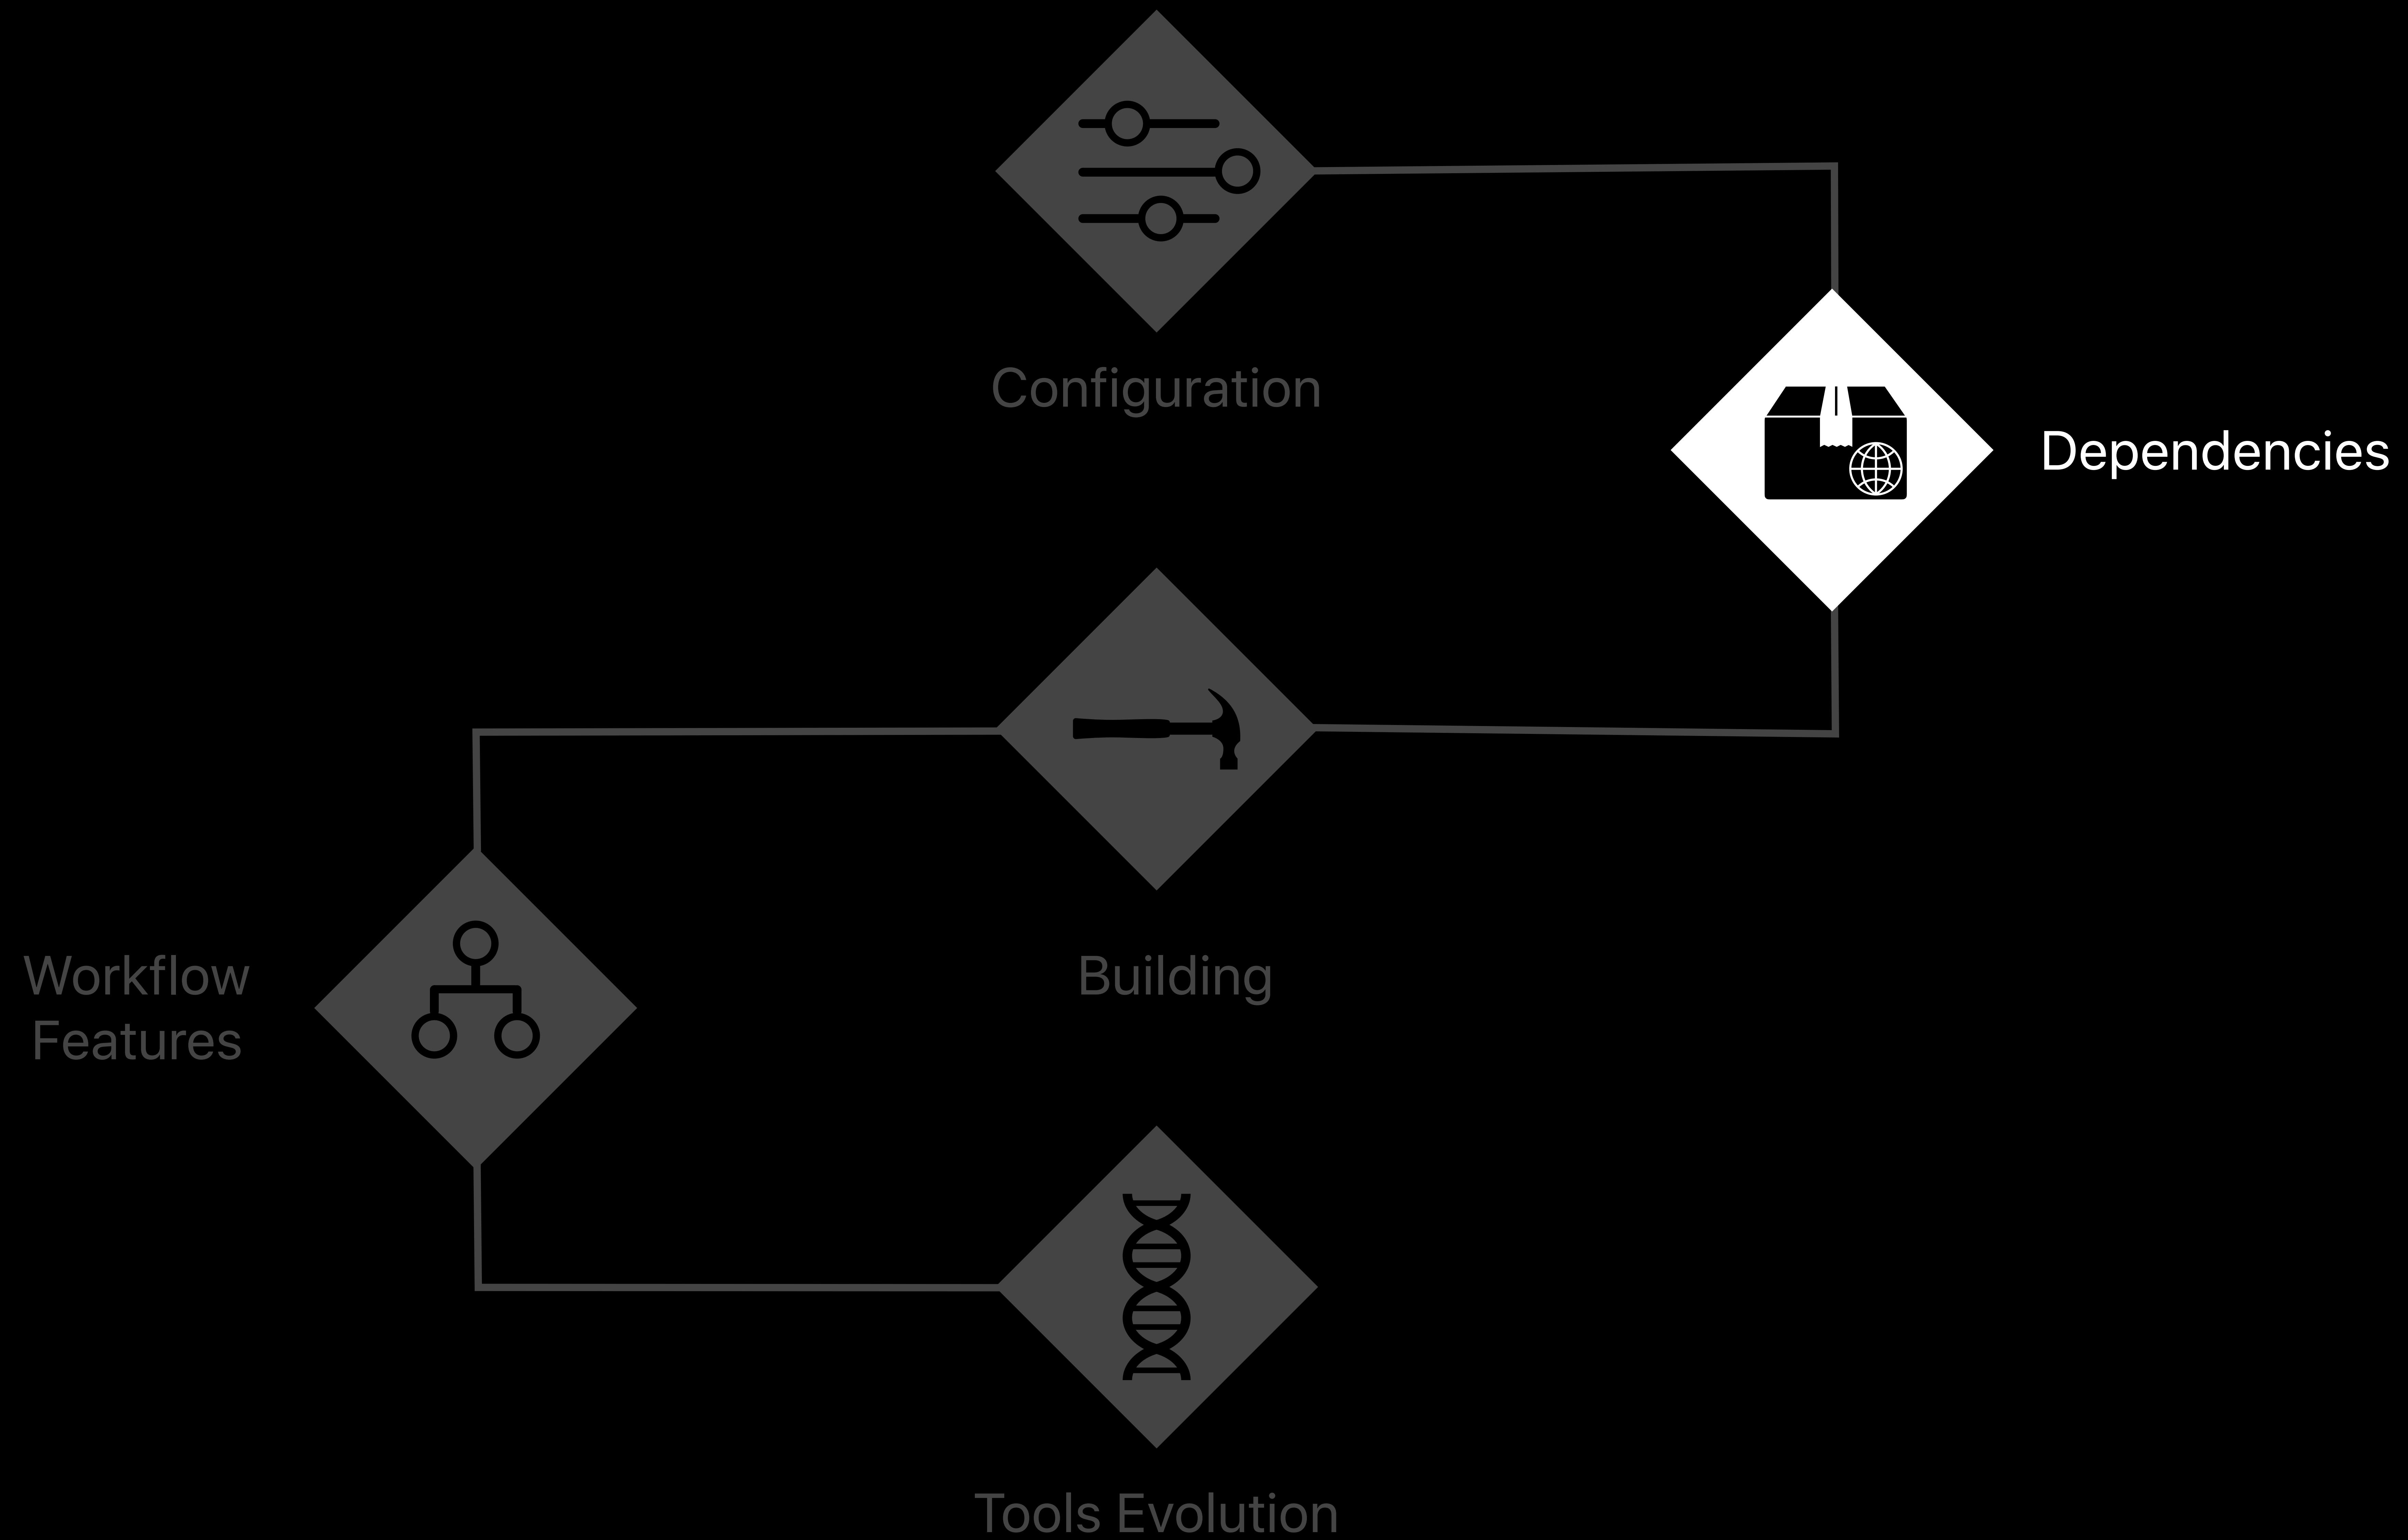 Configuration
Dependencies
Building
Workflow
Features
Tools Evolution